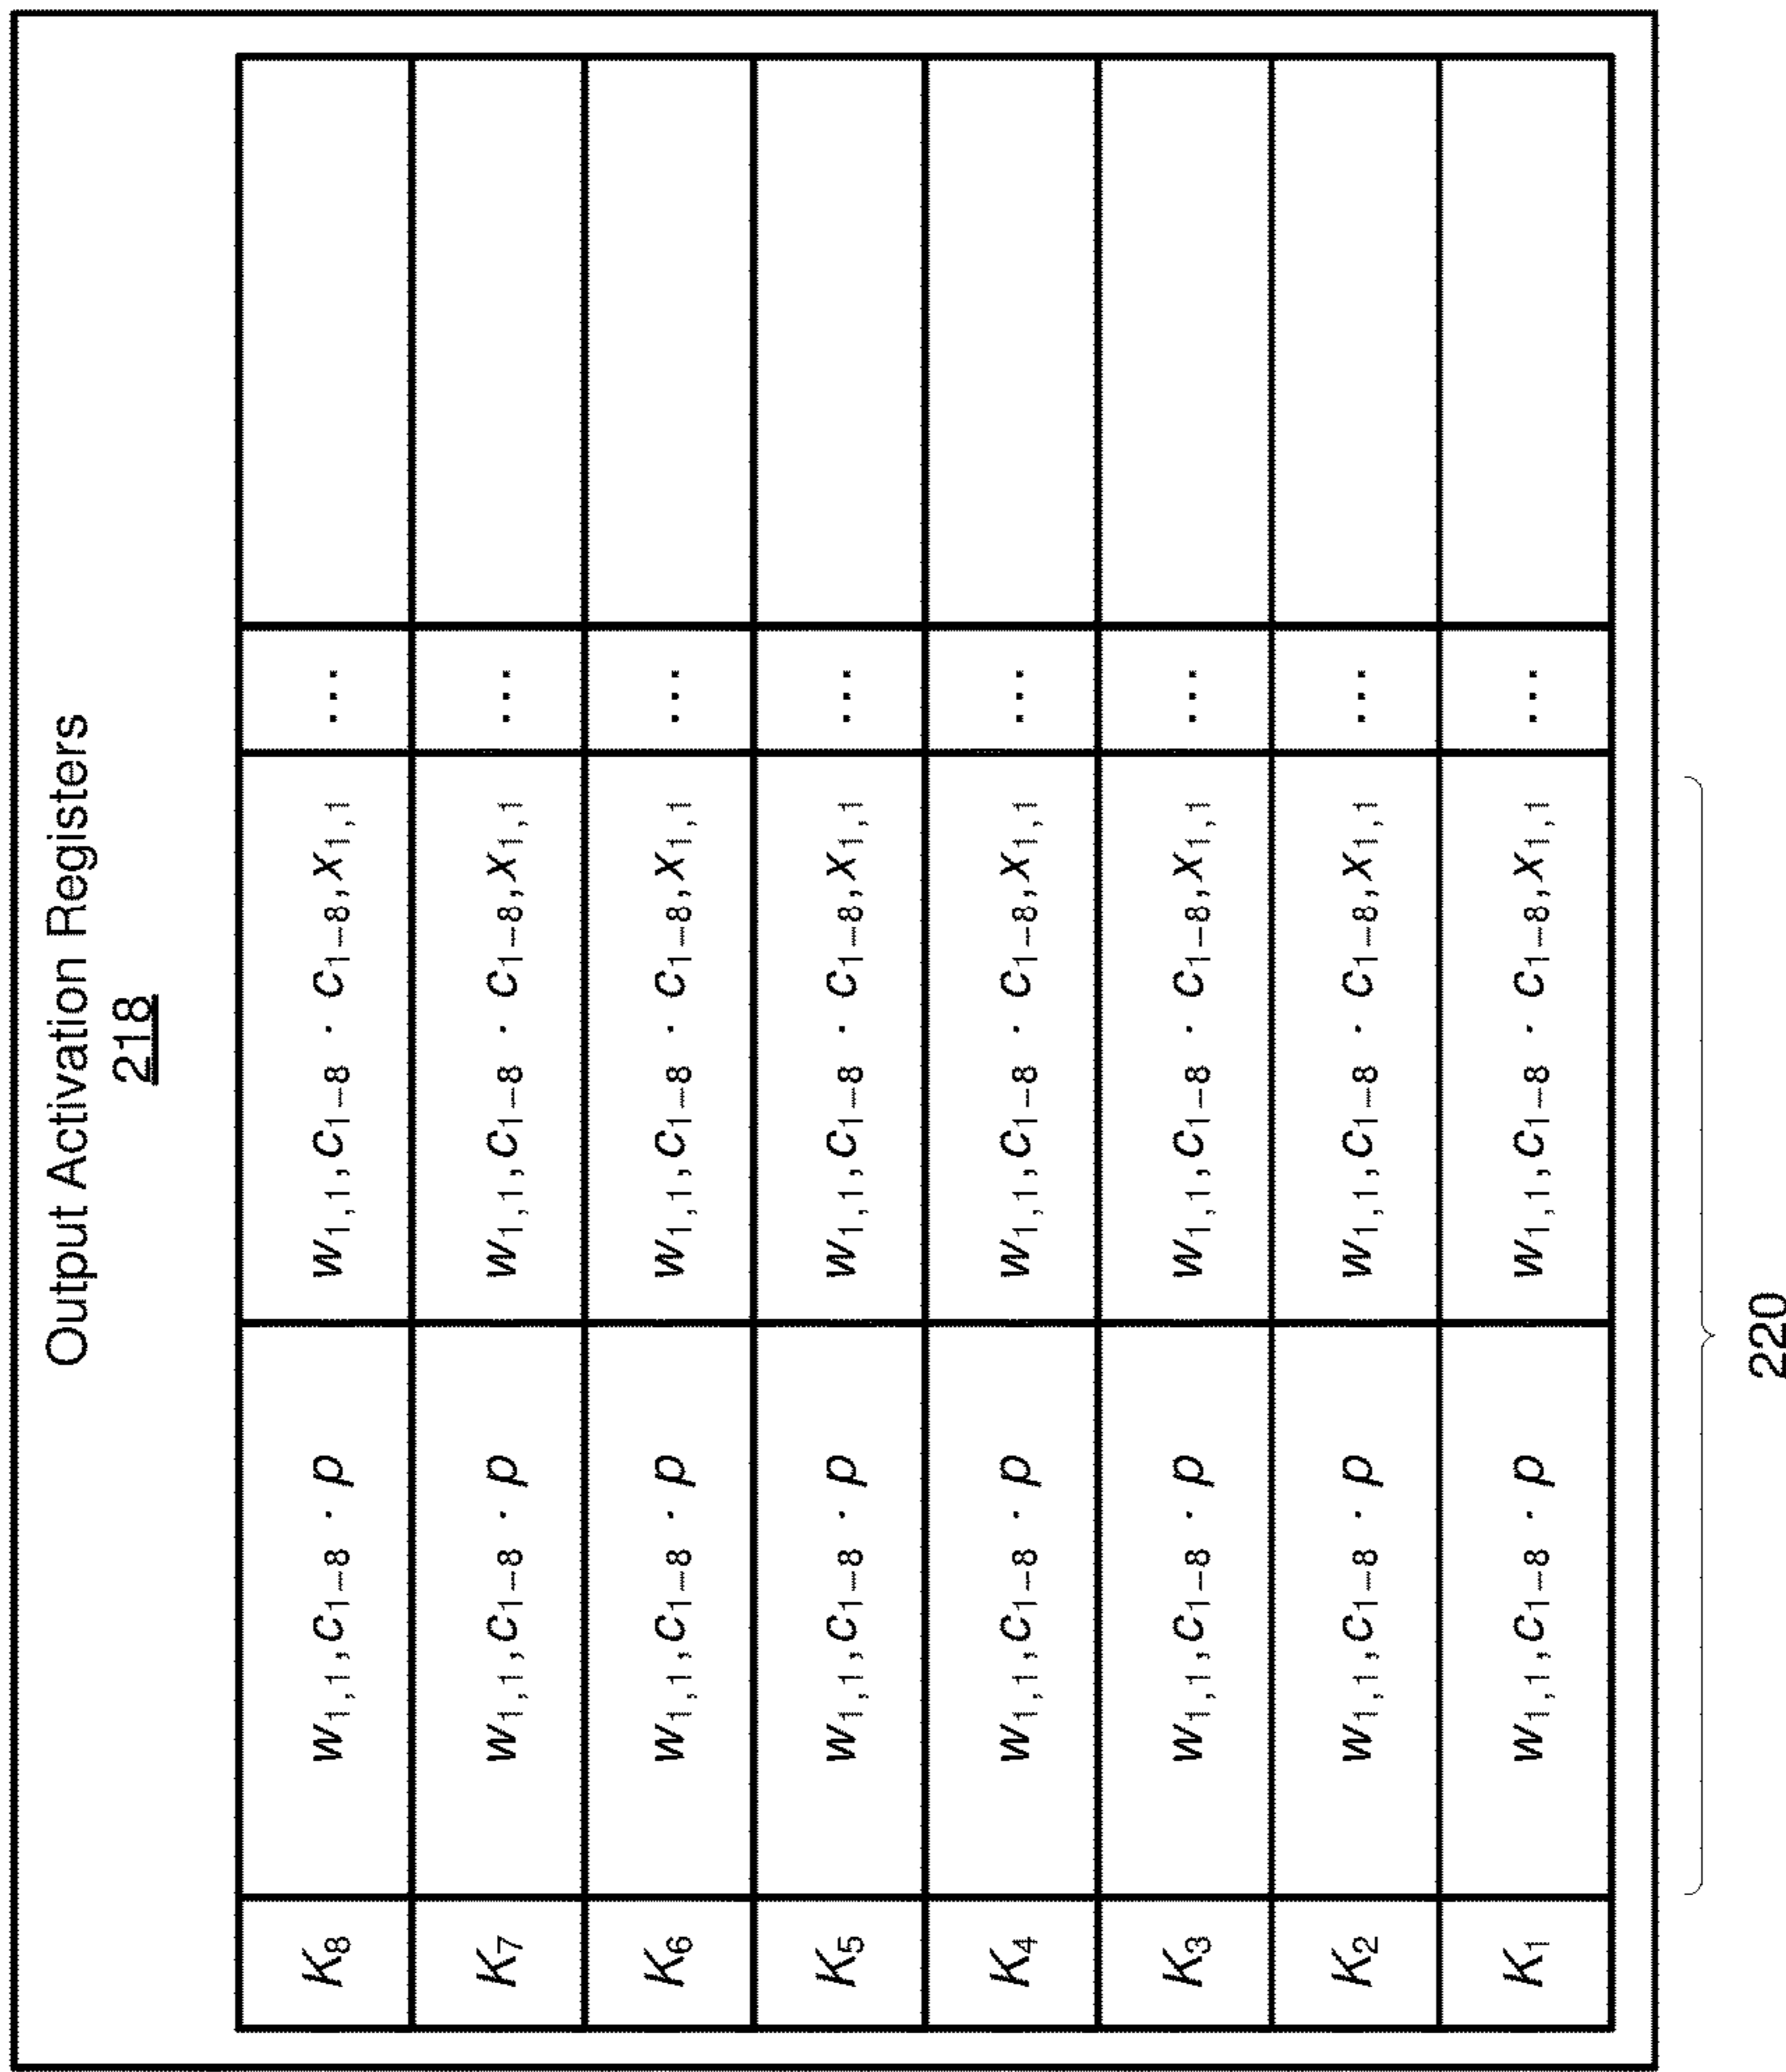 Output Activation Registers
218
K₈ w₁,₁,c₁₋₈ · p w₁,₁,c₁₋₈ · c₁₋₈,x₁,₁ ...
K₇ w₁,₁,c₁₋₈ · p w₁,₁,c₁₋₈ · c₁₋₈,x₁,₁ ...
K₆ w₁,₁,c₁₋₈ · p w₁,₁,c₁₋₈ · c₁₋₈,x₁,₁ ...
K₅ w₁,₁,c₁₋₈ · p w₁,₁,c₁₋₈ · c₁₋₈,x₁,₁ ...
K₄ w₁,₁,c₁₋₈ · p w₁,₁,c₁₋₈ · c₁₋₈,x₁,₁ ...
K₃ w₁,₁,c₁₋₈ · p w₁,₁,c₁₋₈ · c₁₋₈,x₁,₁ ...
K₂ w₁,₁,c₁₋₈ · p w₁,₁,c₁₋₈ · c₁₋₈,x₁,₁ ...
K₁ w₁,₁,c₁₋₈ · p w₁,₁,c₁₋₈ · c₁₋₈,x₁,₁ ...
220